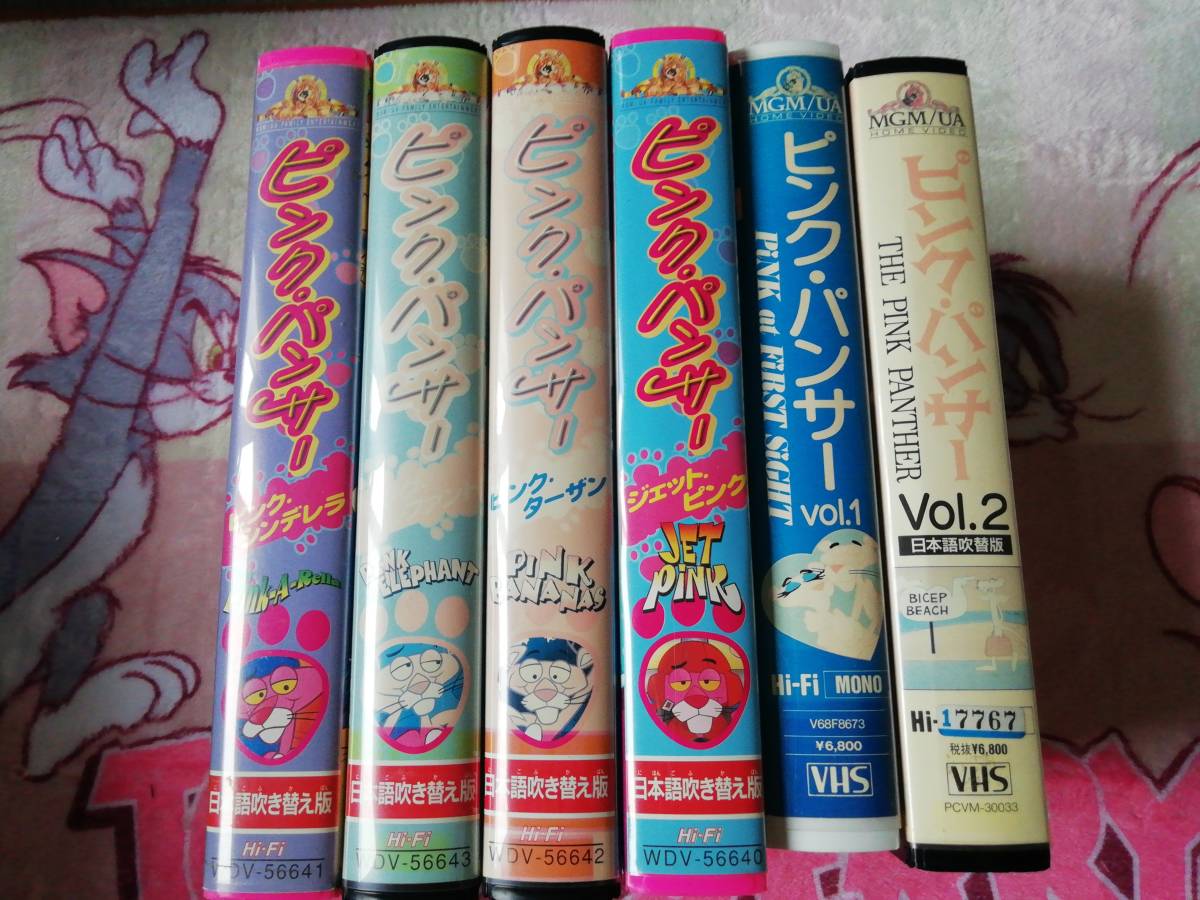 ピンク・パンサー
ピンク・
シンデレラ
Pink-A-Rella
日本語吹き替え版
Hi-Fi
WDV-56641
ピンク・パンサー
PINK
ELEPHANT
日本語吹き替え版
Hi-Fi
WDV-56643
ピンク・パンサー
ピンク・
ターザン
PINK
BANANAS
日本語吹き替え版
Hi-Fi
WDV-56642
ピンク・パンサー
ジェット・
ピンク
JET
PINK
日本語吹き替え版
Hi-Fi
WDV-56640
MGM/UA
HOME VIDEO
ピンク・パンサー
PiNK at FiRST SiGHT
vol.1
Hi-Fi MONO
V68F8673
¥6,800
VHS
MGM/UA
HOME VIDEO
ピンク・パンサー
THE PINK PANTHER
Vol.2
日本語吹替版
BICEP
BEACH
Hi-17767
税抜¥6,800
VHS
PCVM-30033